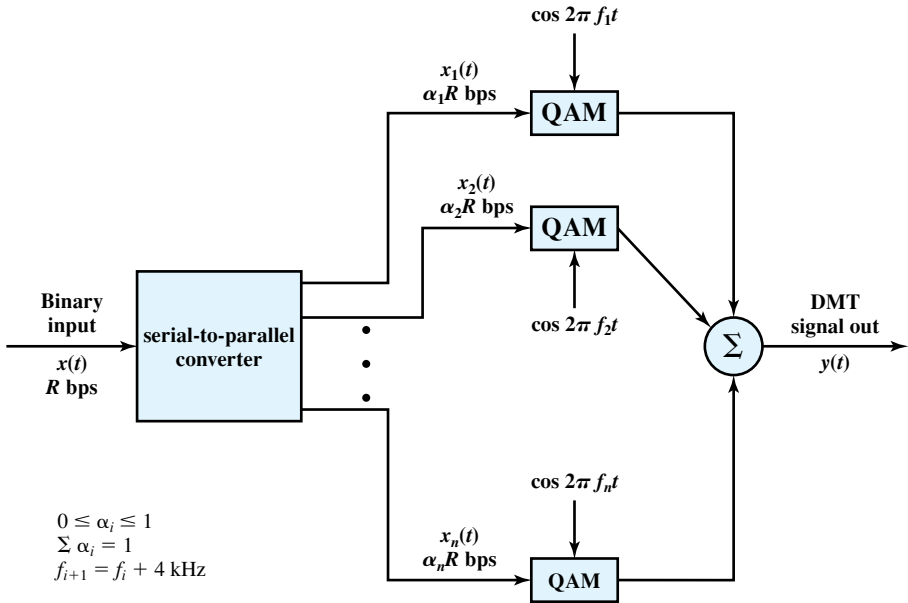 cos 2π f₁t
x₁(t)
α₁R bps
QAM
x₂(t)
α₂R bps
QAM
cos 2π f₂t
Binary
input
x(t)
R bps
serial-to-parallel
converter
Σ
DMT
signal out
y(t)
cos 2π fₙt
xₙ(t)
αₙR bps
QAM
0 ≤ αᵢ ≤ 1
Σ αᵢ = 1
fᵢ₊₁ = fᵢ + 4 kHz